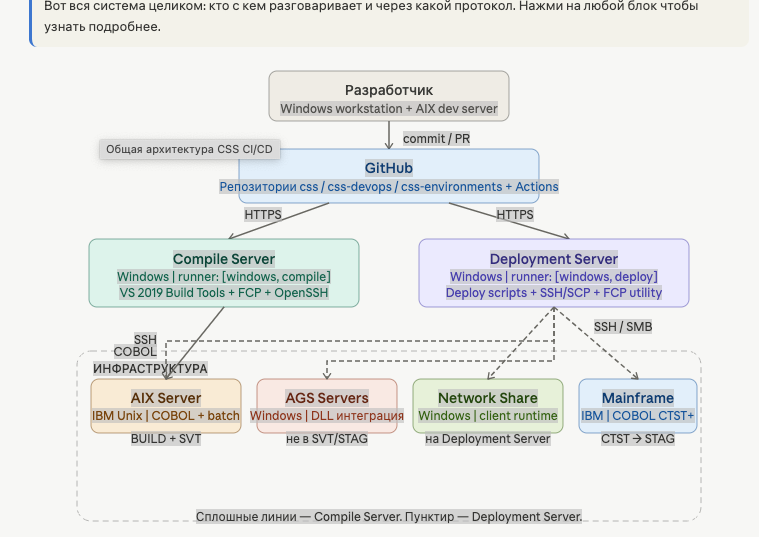 Вот вся система целиком: кто с кем разговаривает и через какой протокол. Нажми на любой блок чтобы
узнать подробнее.
Разработчик
Windows workstation + AIX dev server
commit / PR
Общая архитектура CSS CI/CD
GitHub
Репозитории css / css-devops / css-environments + Actions
HTTPS
HTTPS
Compile Server
Windows | runner: [windows, compile]
VS 2019 Build Tools + FCP + OpenSSH
Deployment Server
Windows | runner: [windows, deploy]
Deploy scripts + SSH/SCP + FCP utility
SSH / SMB
SSH
COBOL
ИНФРАСТРУКТУРА
AIX Server
IBM Unix | COBOL + batch
BUILD + SVT
AGS Servers
Windows | DLL интеграция
не в SVT/STAG
Network Share
Windows | client runtime
на Deployment Server
Mainframe
IBM | COBOL CTST+
CTST → STAG
Сплошные линии — Compile Server. Пунктир — Deployment Server.